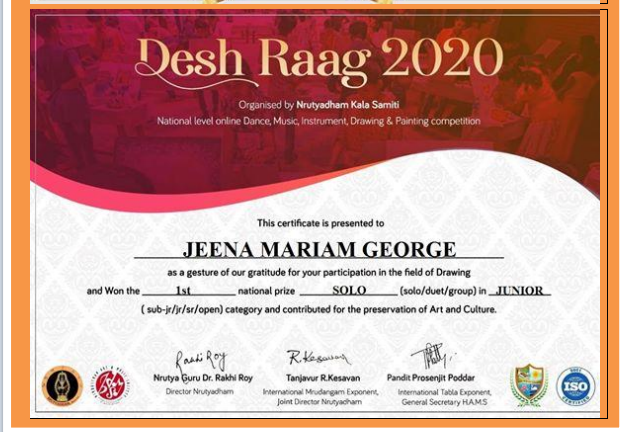 Desh Raag 2020
Organised by Nrutyadham Kala Samiti
National level online Dance, Music, Instrument, Drawing & Painting competition
This certificate is presented to
JEENA MARIAM GEORGE
as a gesture of our gratitude for your participation in the field of Drawing
and Won the 1st national prize SOLO (solo/duet/group) in JUNIOR
( sub-jr/jr/sr/open) category and contributed for the preservation of Art and Culture.
Rakhi Roy R.Kesavan
Nrutya Guru Dr. Rakhi Roy Tanjavur R.Kesavan Pandit Prosenjit Poddar
Director Nrutyadham International Mrudangam Exponent, International Tabla Exponent,
Joint Director Nrutyadham General Secretary H.A.M.S
ISO